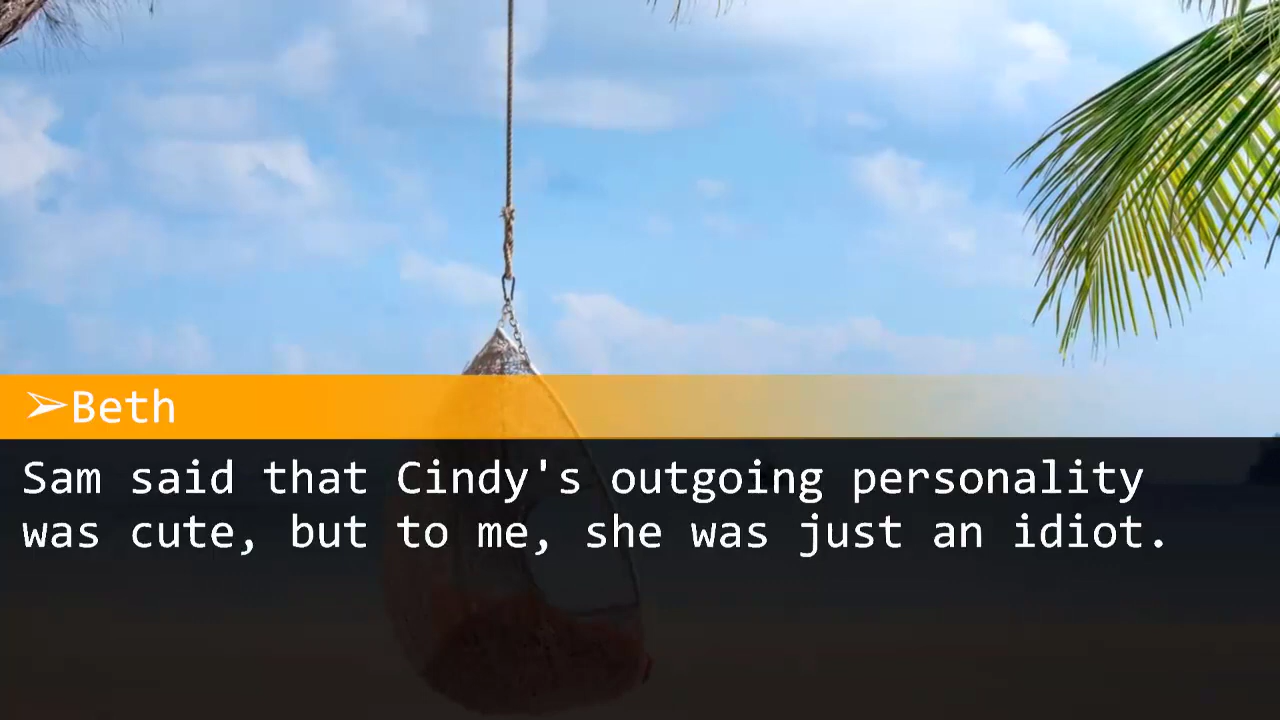 ➢Beth
Sam said that Cindy's outgoing personality
was cute, but to me, she was just an idiot.